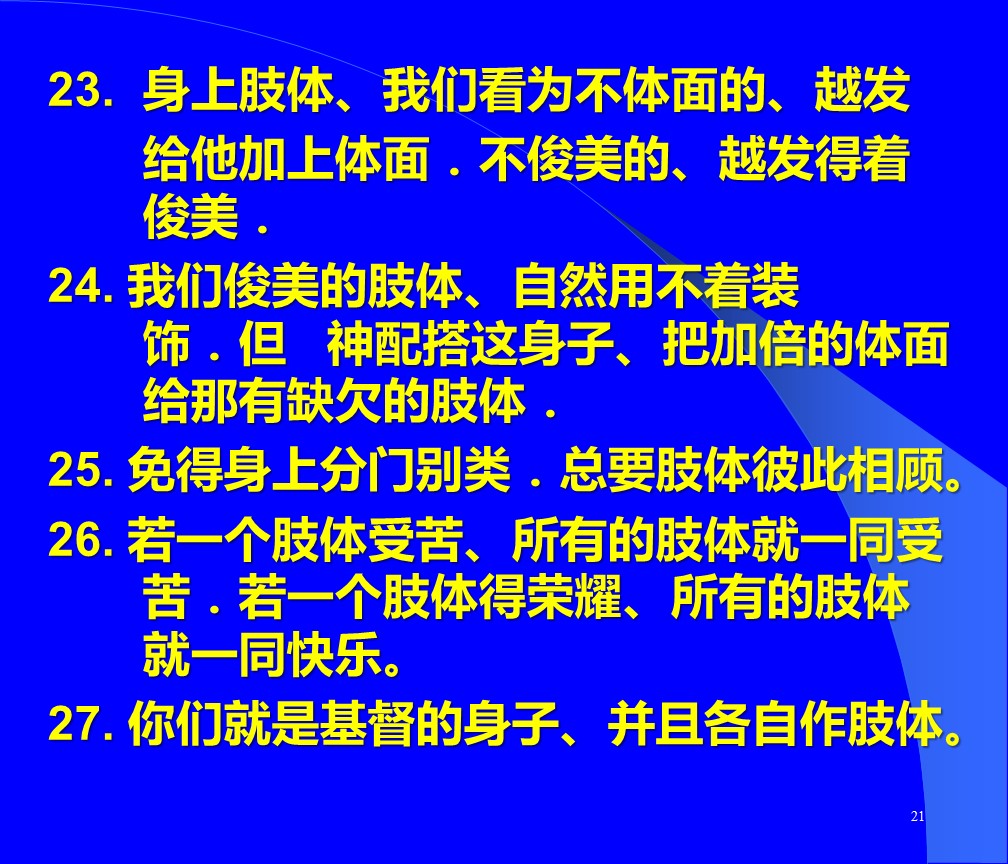 23. 身上肢体、我们看为不体面的、越发
给他加上体面．不俊美的、越发得着
俊美．
24. 我们俊美的肢体、自然用不着装
饰．但　神配搭这身子、把加倍的体面
给那有缺欠的肢体．
25. 免得身上分门别类．总要肢体彼此相顾。
26. 若一个肢体受苦、所有的肢体就一同受
苦．若一个肢体得荣耀、所有的肢体
就一同快乐。
27. 你们就是基督的身子、并且各自作肢体。
21